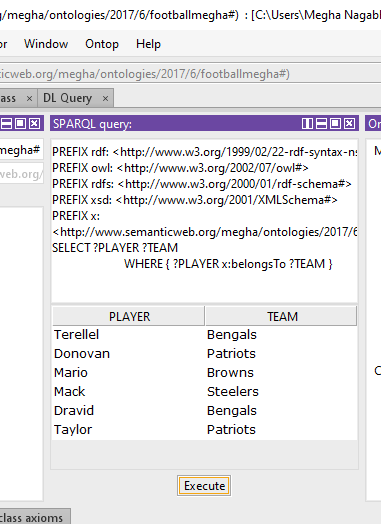 /megha/ontologies/2017/6/footballmegha#) : [C:\Users\Megha Nagabl
or Window Ontop
nticweb.org/megha/ontologies/2017/6/footballmegha#)
ass × DL Query ×
SPARQL query:
On
PREFIX rdf: <http://www.w3.org/1999/02/22-rdf-syntax-ns
PREFIX owl: <http://www.w3.org/2002/07/owl#>
PREFIX rdfs: <http://www.w3.org/2000/01/rdf-schema#>
PREFIX xsd: <http://www.w3.org/2001/XMLSchema#>
PREFIX x:
<http://www.semanticweb.org/megha/ontologies/2017/6
SELECT ?PLAYER ?TEAM
WHERE { ?PLAYER x:belongsTo ?TEAM }
megha#
web.org/
PLAYER TEAM
Terellel Bengals
Donovan Patriots
Mario Browns
Mack Steelers
Dravid Bengals
Taylor Patriots
Execute
class axioms